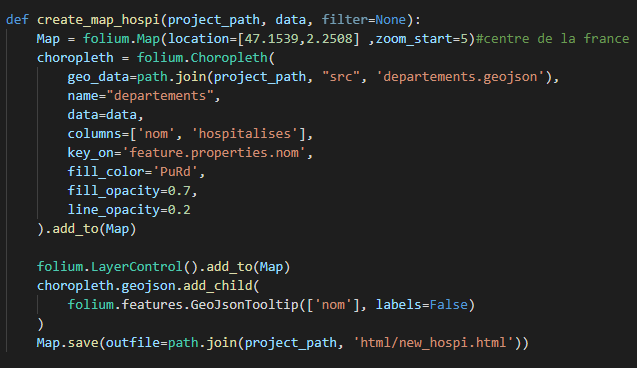 def create_map_hospi(project_path, data, filter=None):
    Map = folium.Map(location=[47.1539,2.2508] ,zoom_start=5)#centre de la france
    choropleth = folium.Choropleth(
        geo_data=path.join(project_path, "src", 'departements.geojson'),
        name="departements",
        data=data,
        columns=['nom', 'hospitalises'],
        key_on='feature.properties.nom',
        fill_color='PuRd',
        fill_opacity=0.7,
        line_opacity=0.2
    ).add_to(Map)

    folium.LayerControl().add_to(Map)
    choropleth.geojson.add_child(
        folium.features.GeoJsonTooltip(['nom'], labels=False)
    )
    Map.save(outfile=path.join(project_path, 'html/new_hospi.html'))